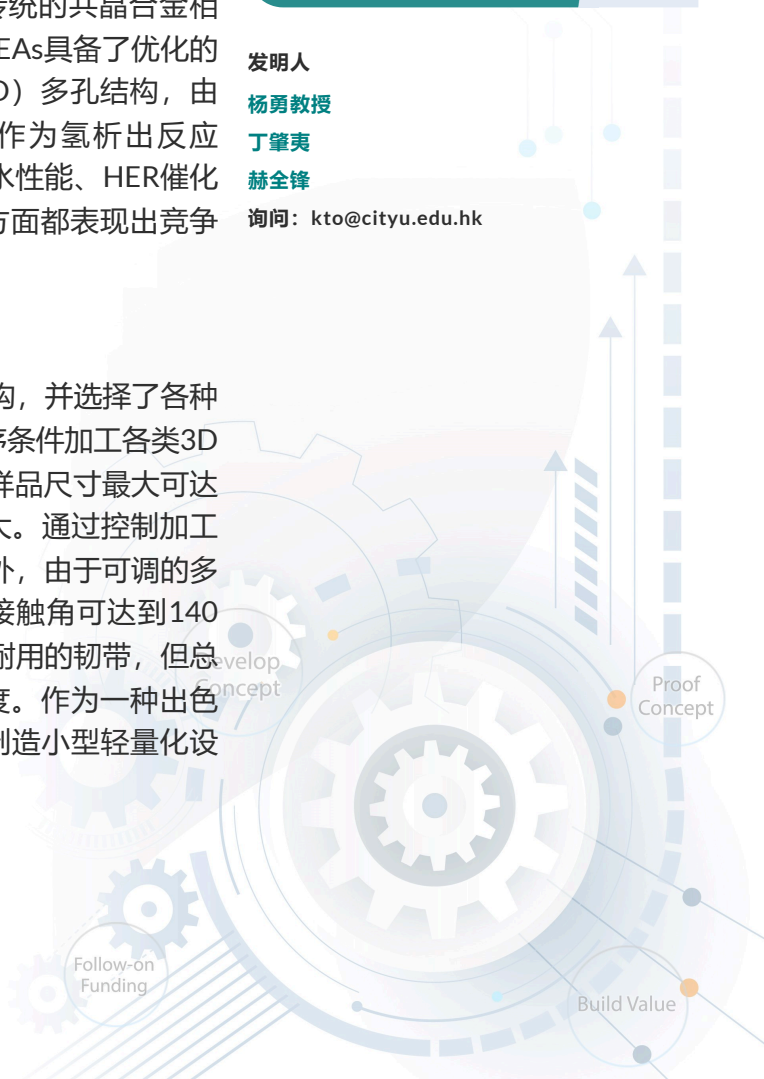 传统的共晶合金相
EAs具备了优化的
D）多孔结构，由
作为氢析出反应
水性能、HER催化
方面都表现出竞争
构，并选择了各种
序条件加工各类3D
样品尺寸最大可达
大。通过控制加工
外，由于可调的多
接触角可达到140
耐用的韧带，但总
度。作为一种出色
制造小型轻量化设
发明人
杨勇教授
丁肇夷
赫全锋
询问：kto@cityu.edu.hk
Develop
Concept
Proof
Concept
Follow-on
Funding
Build Value